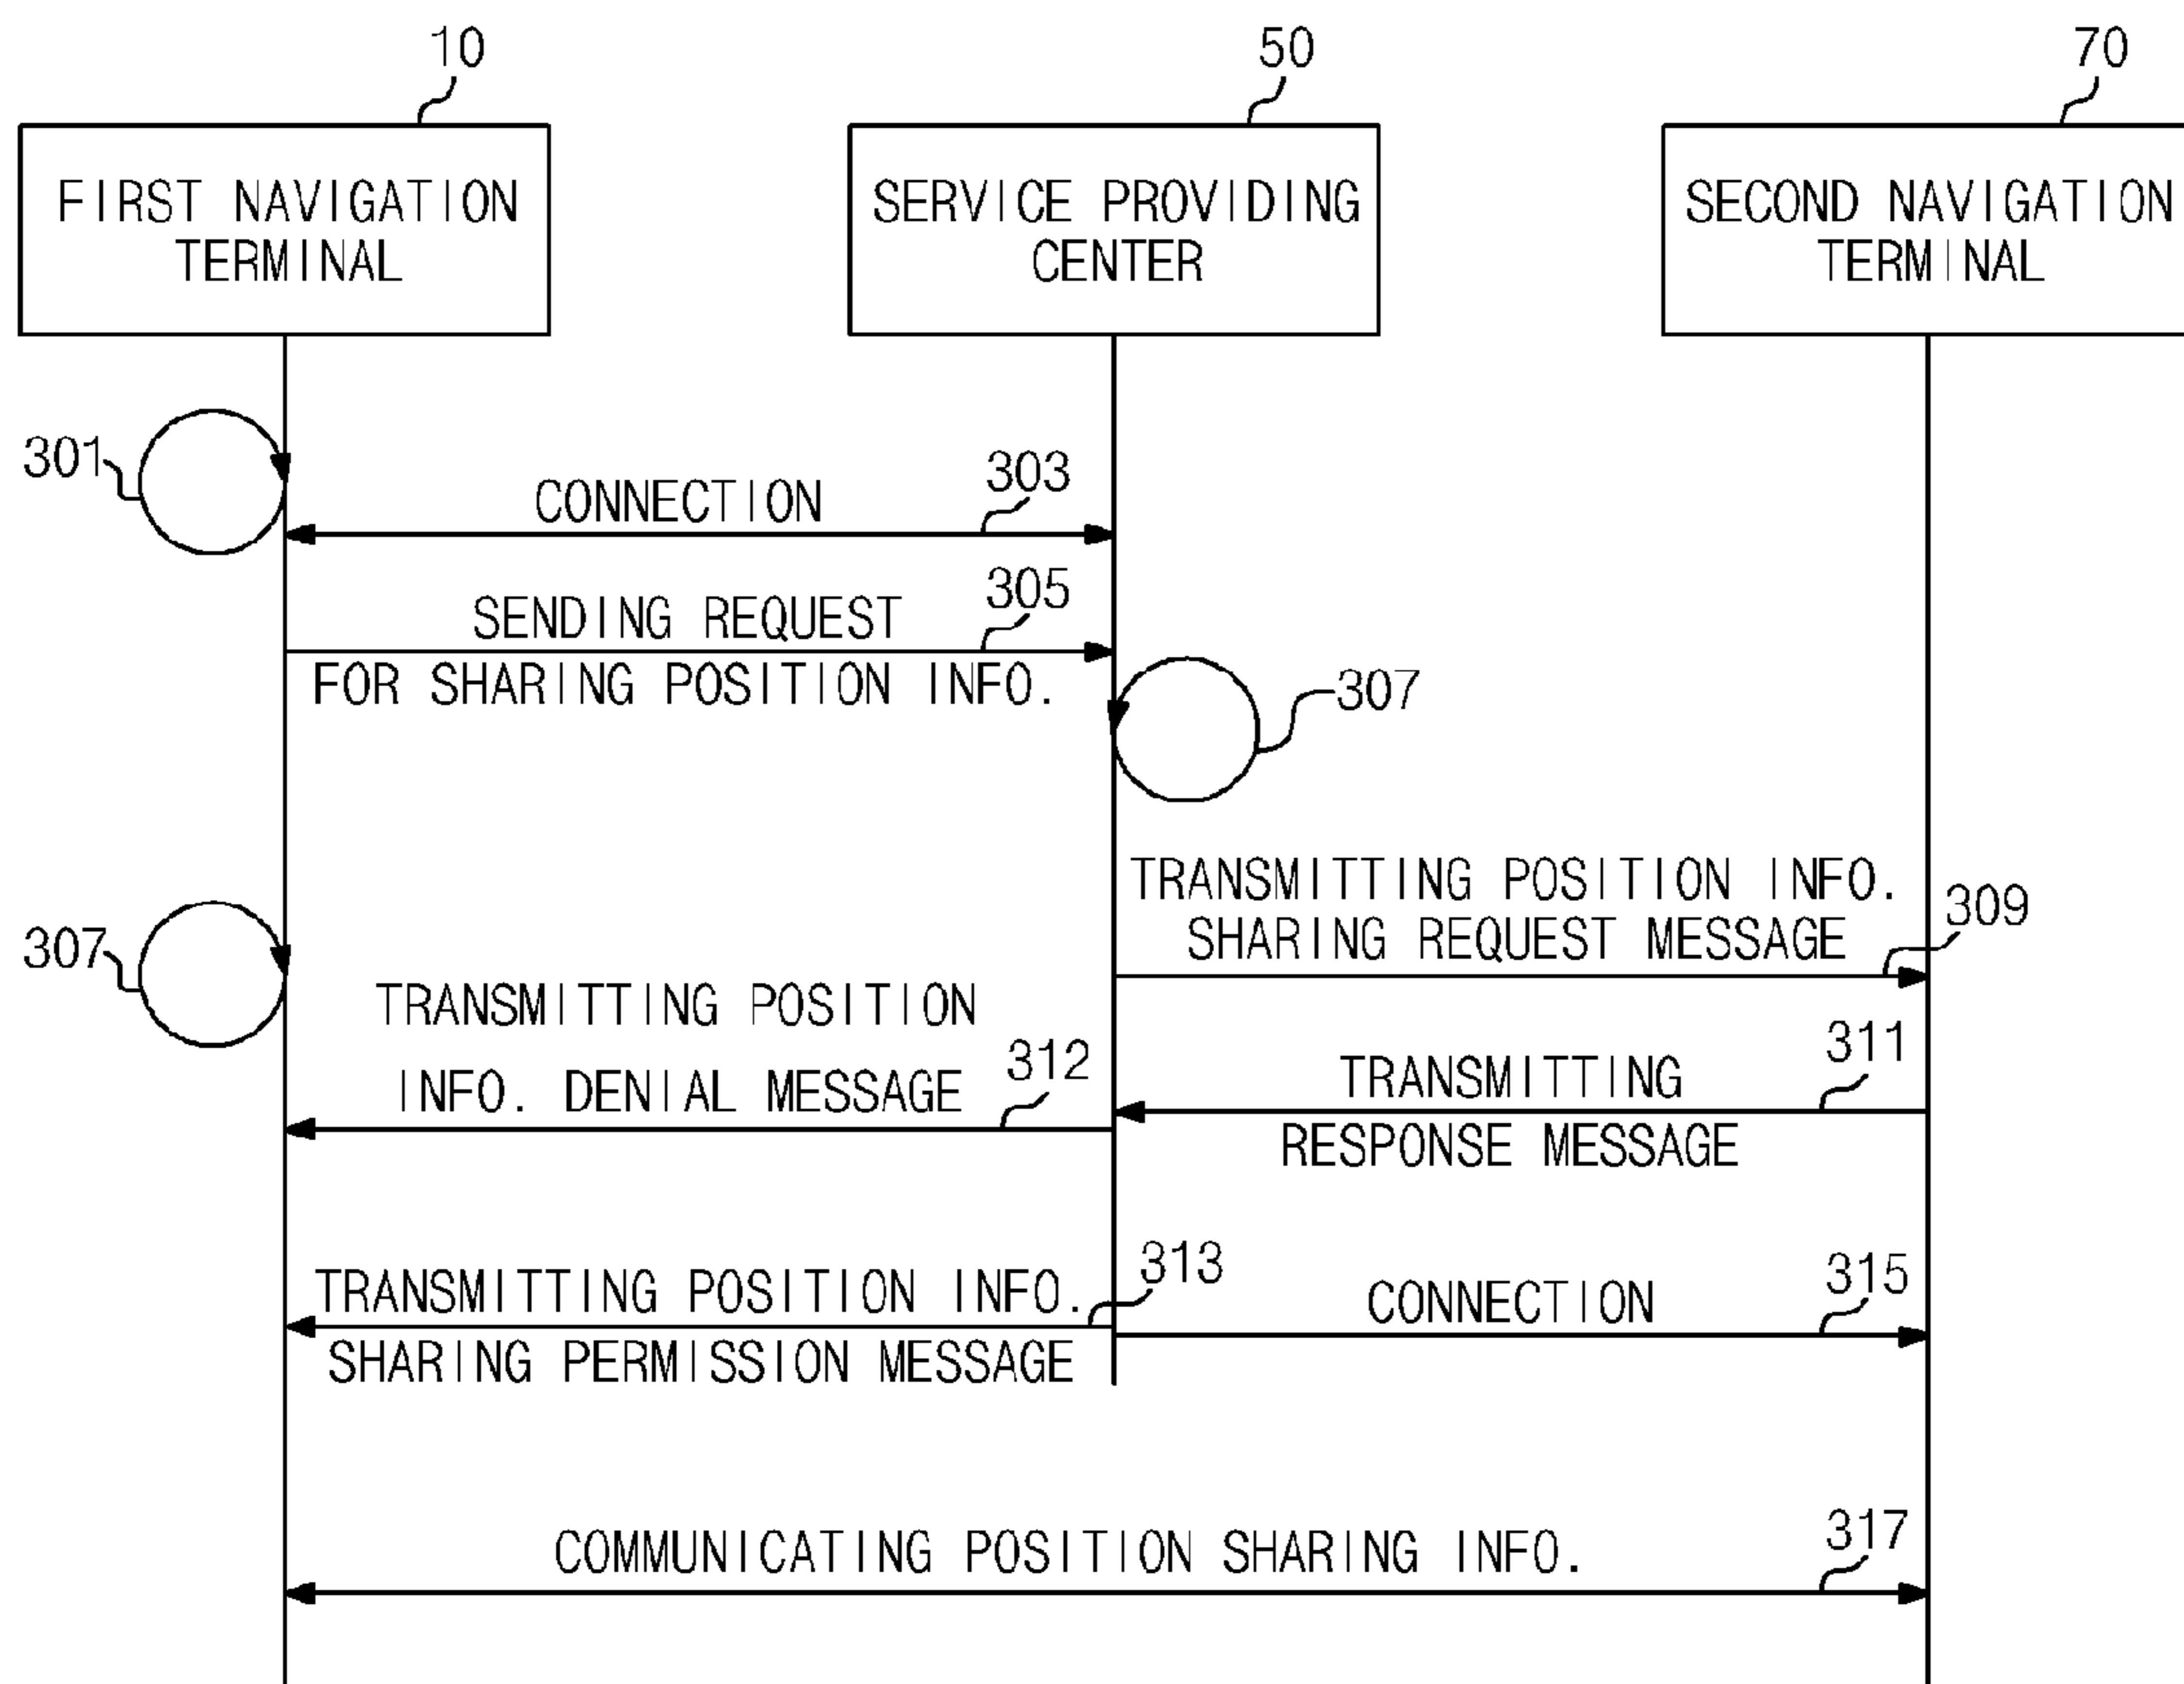 10
50
70
FIRST NAVIGATION
TERMINAL
SERVICE PROVIDING
CENTER
SECOND NAVIGATION
TERMINAL
301
CONNECTION
303
SENDING REQUEST
305
FOR SHARING POSITION INFO.
307
TRANSMITTING POSITION INFO.
SHARING REQUEST MESSAGE
309
307
TRANSMITTING POSITION
INFO. DENIAL MESSAGE
312
TRANSMITTING
311
RESPONSE MESSAGE
TRANSMITTING POSITION INFO.
313
SHARING PERMISSION MESSAGE
CONNECTION
315
COMMUNICATING POSITION SHARING INFO.
317